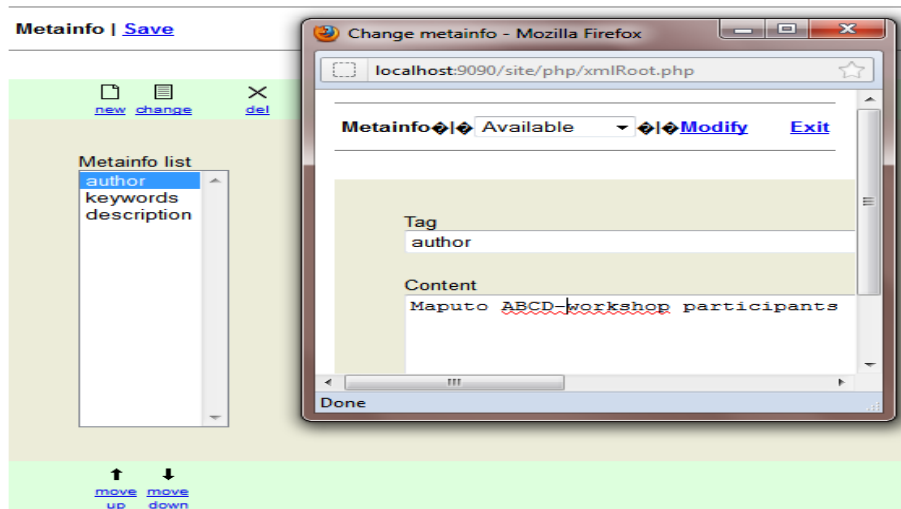 Metainfo | Save
new change del
Metainfo list
author
keywords
description
move move
up down
Change metainfo - Mozilla Firefox
localhost:9090/site/php/xmlRoot.php
Metainfo�|� Available �|�Modify Exit
Tag
author
Content
Maputo ABCD-workshop participants
Done